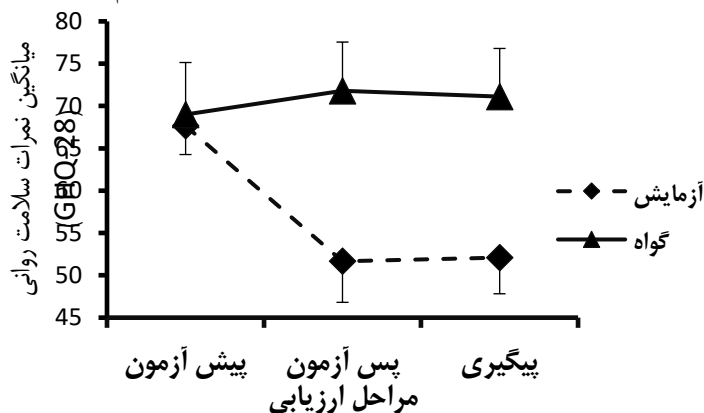 میانگین نمرات سلامت روانی
(GHQ-28)
80
75
70
65
60
55
50
45
پیش آزمون
پس آزمون
پیگیری
مراحل ارزیابی
آزمایش
گواه